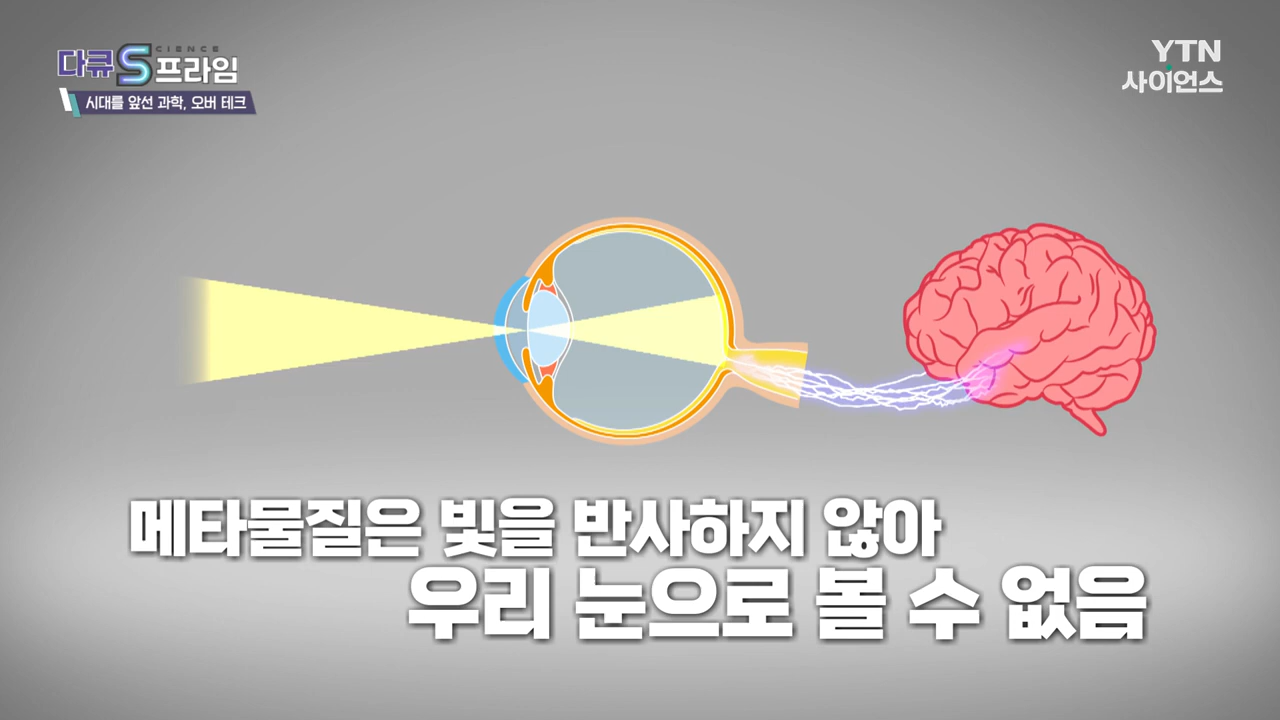 다큐 S CIENCE 프라임
시대를 앞선 과학, 오버 테크
YTN
사이언스
메타물질은 빛을 반사하지 않아
우리 눈으로 볼 수 없음